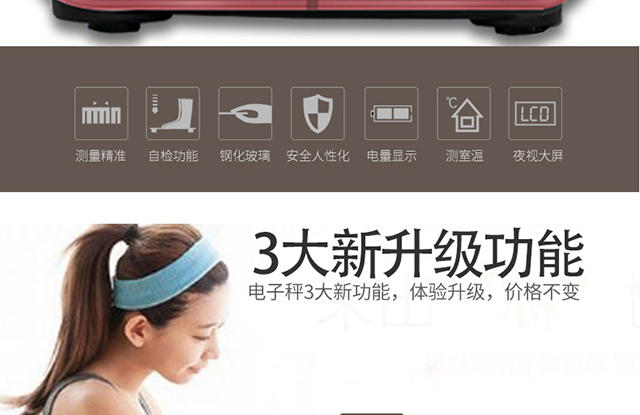 ℃
LCD
测量精准 自检功能 钢化玻璃 安全人性化 电量显示 测室温 夜视大屏
3大新升级功能
电子秤3大新功能，体验升级，价格不变